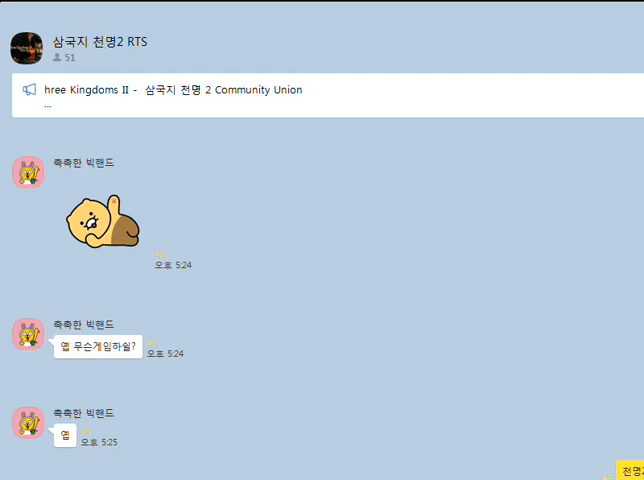 삼국지 천명2 RTS
51
hree Kingdoms II - 삼국지 천명 2 Community Union
...
촉촉한 빅핸드
오후 5:24
촉촉한 빅핸드
옙 무슨게임하쉴?
오후 5:24
촉촉한 빅핸드
옙
오후 5:25
천명2